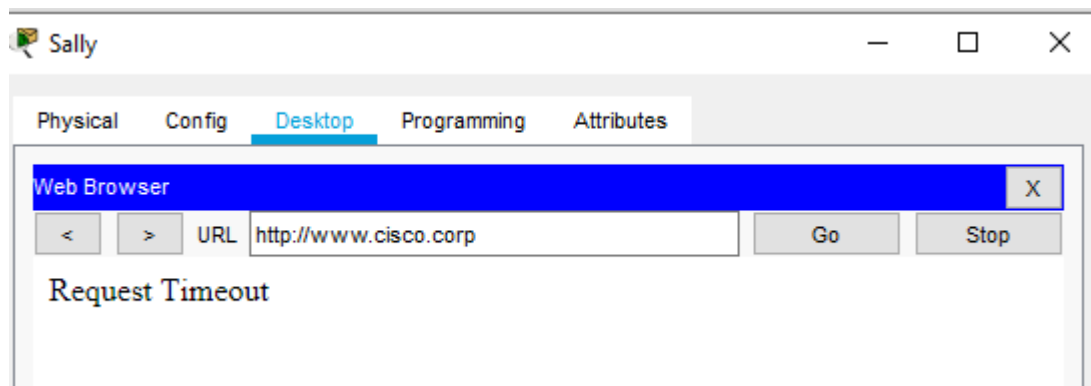 Sally
Physical Config Desktop Programming Attributes
Web Browser X
< > URL http://www.cisco.corp Go Stop
Request Timeout